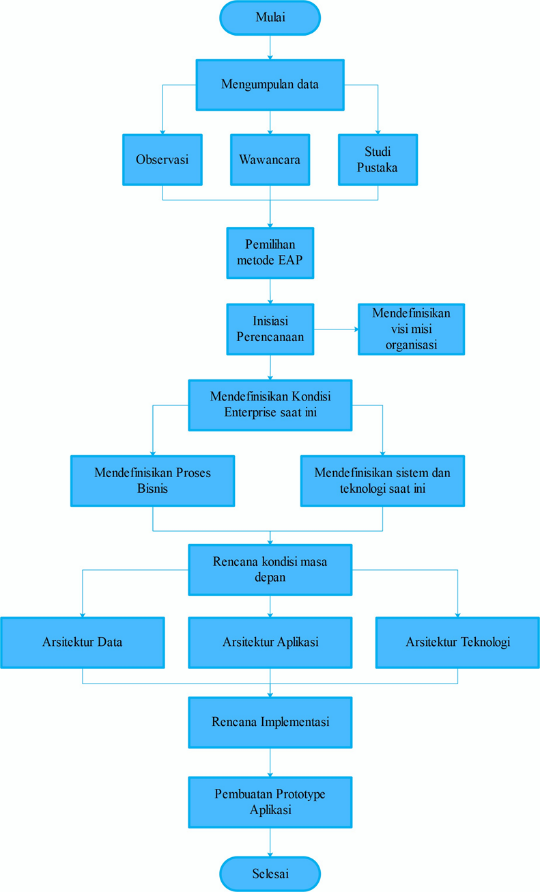 Mulai
Mengumpulan data
Observasi
Wawancara
Studi
Pustaka
Pemilihan
metode EAP
Inisiasi
Perencanaan
Mendefinisikan
visi misi
organisasi
Mendefinisikan Kondisi
Enterprise saat ini
Mendefinisikan Proses
Bisnis
Mendefinisikan sistem dan
teknologi saat ini
Rencana kondisi masa
depan
Arsitektur Data
Arsitektur Aplikasi
Arsitektur Teknologi
Rencana Implementasi
Pembuatan Prototype
Aplikasi
Selesai